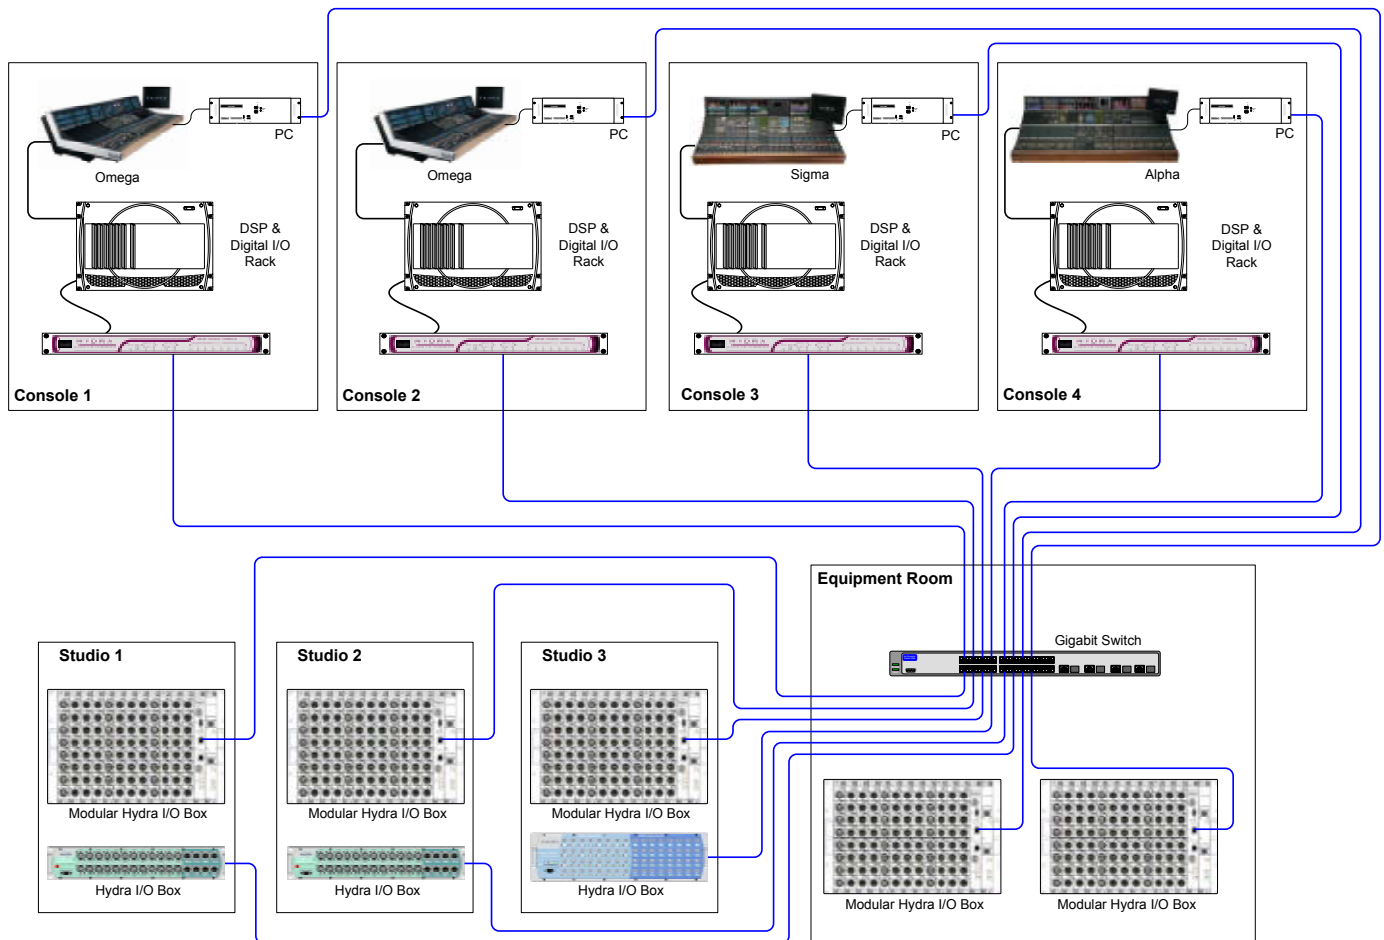 PC
Omega
DSP &
Digital I/O
Rack
Console 1
PC
Omega
DSP &
Digital I/O
Rack
Console 2
PC
Sigma
DSP &
Digital I/O
Rack
Console 3
PC
Alpha
DSP &
Digital I/O
Rack
Console 4
Equipment Room
Gigabit Switch
Studio 1
Modular Hydra I/O Box
Hydra I/O Box
Studio 2
Modular Hydra I/O Box
Hydra I/O Box
Studio 3
Modular Hydra I/O Box
Hydra I/O Box
Modular Hydra I/O Box
Modular Hydra I/O Box